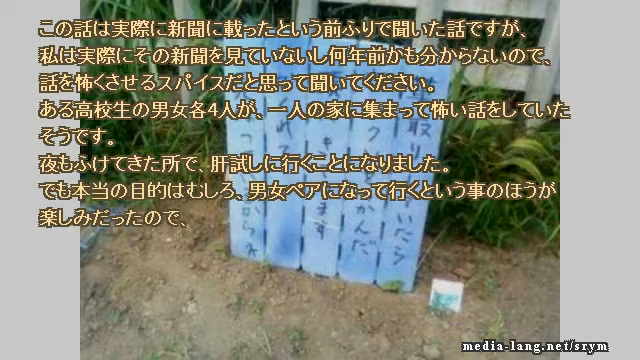 この話は実際に新聞に載ったという前ふりで聞いた話ですが、
私は実際にその新聞を見ていないし何年前かも分からないので、
話を怖くさせるスパイスだと思って聞いてください。
ある高校生の男女各4人が、一人の家に集まって怖い話をしていた
そうです。
夜もふけてきた所で、肝試しに行くことになりました。
でも本当の目的はむしろ、男女ペアになって行くという事のほうが
楽しみだったので、
media-lang.net/srym